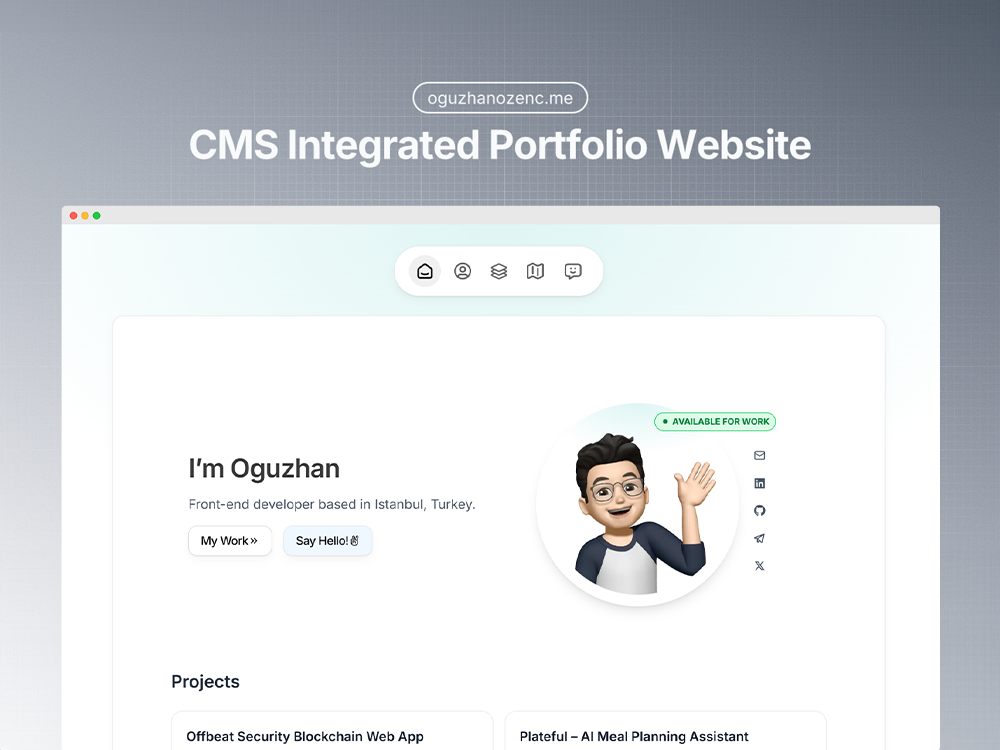 oguzhanozenc.me
CMS Integrated Portfolio Website
AVAILABLE FOR WORK
I’m Oguzhan
Front-end developer based in Istanbul, Turkey.
My Work»
Say Hello!✌
Projects
Offbeat Security Blockchain Web App
Plateful – AI Meal Planning Assistant